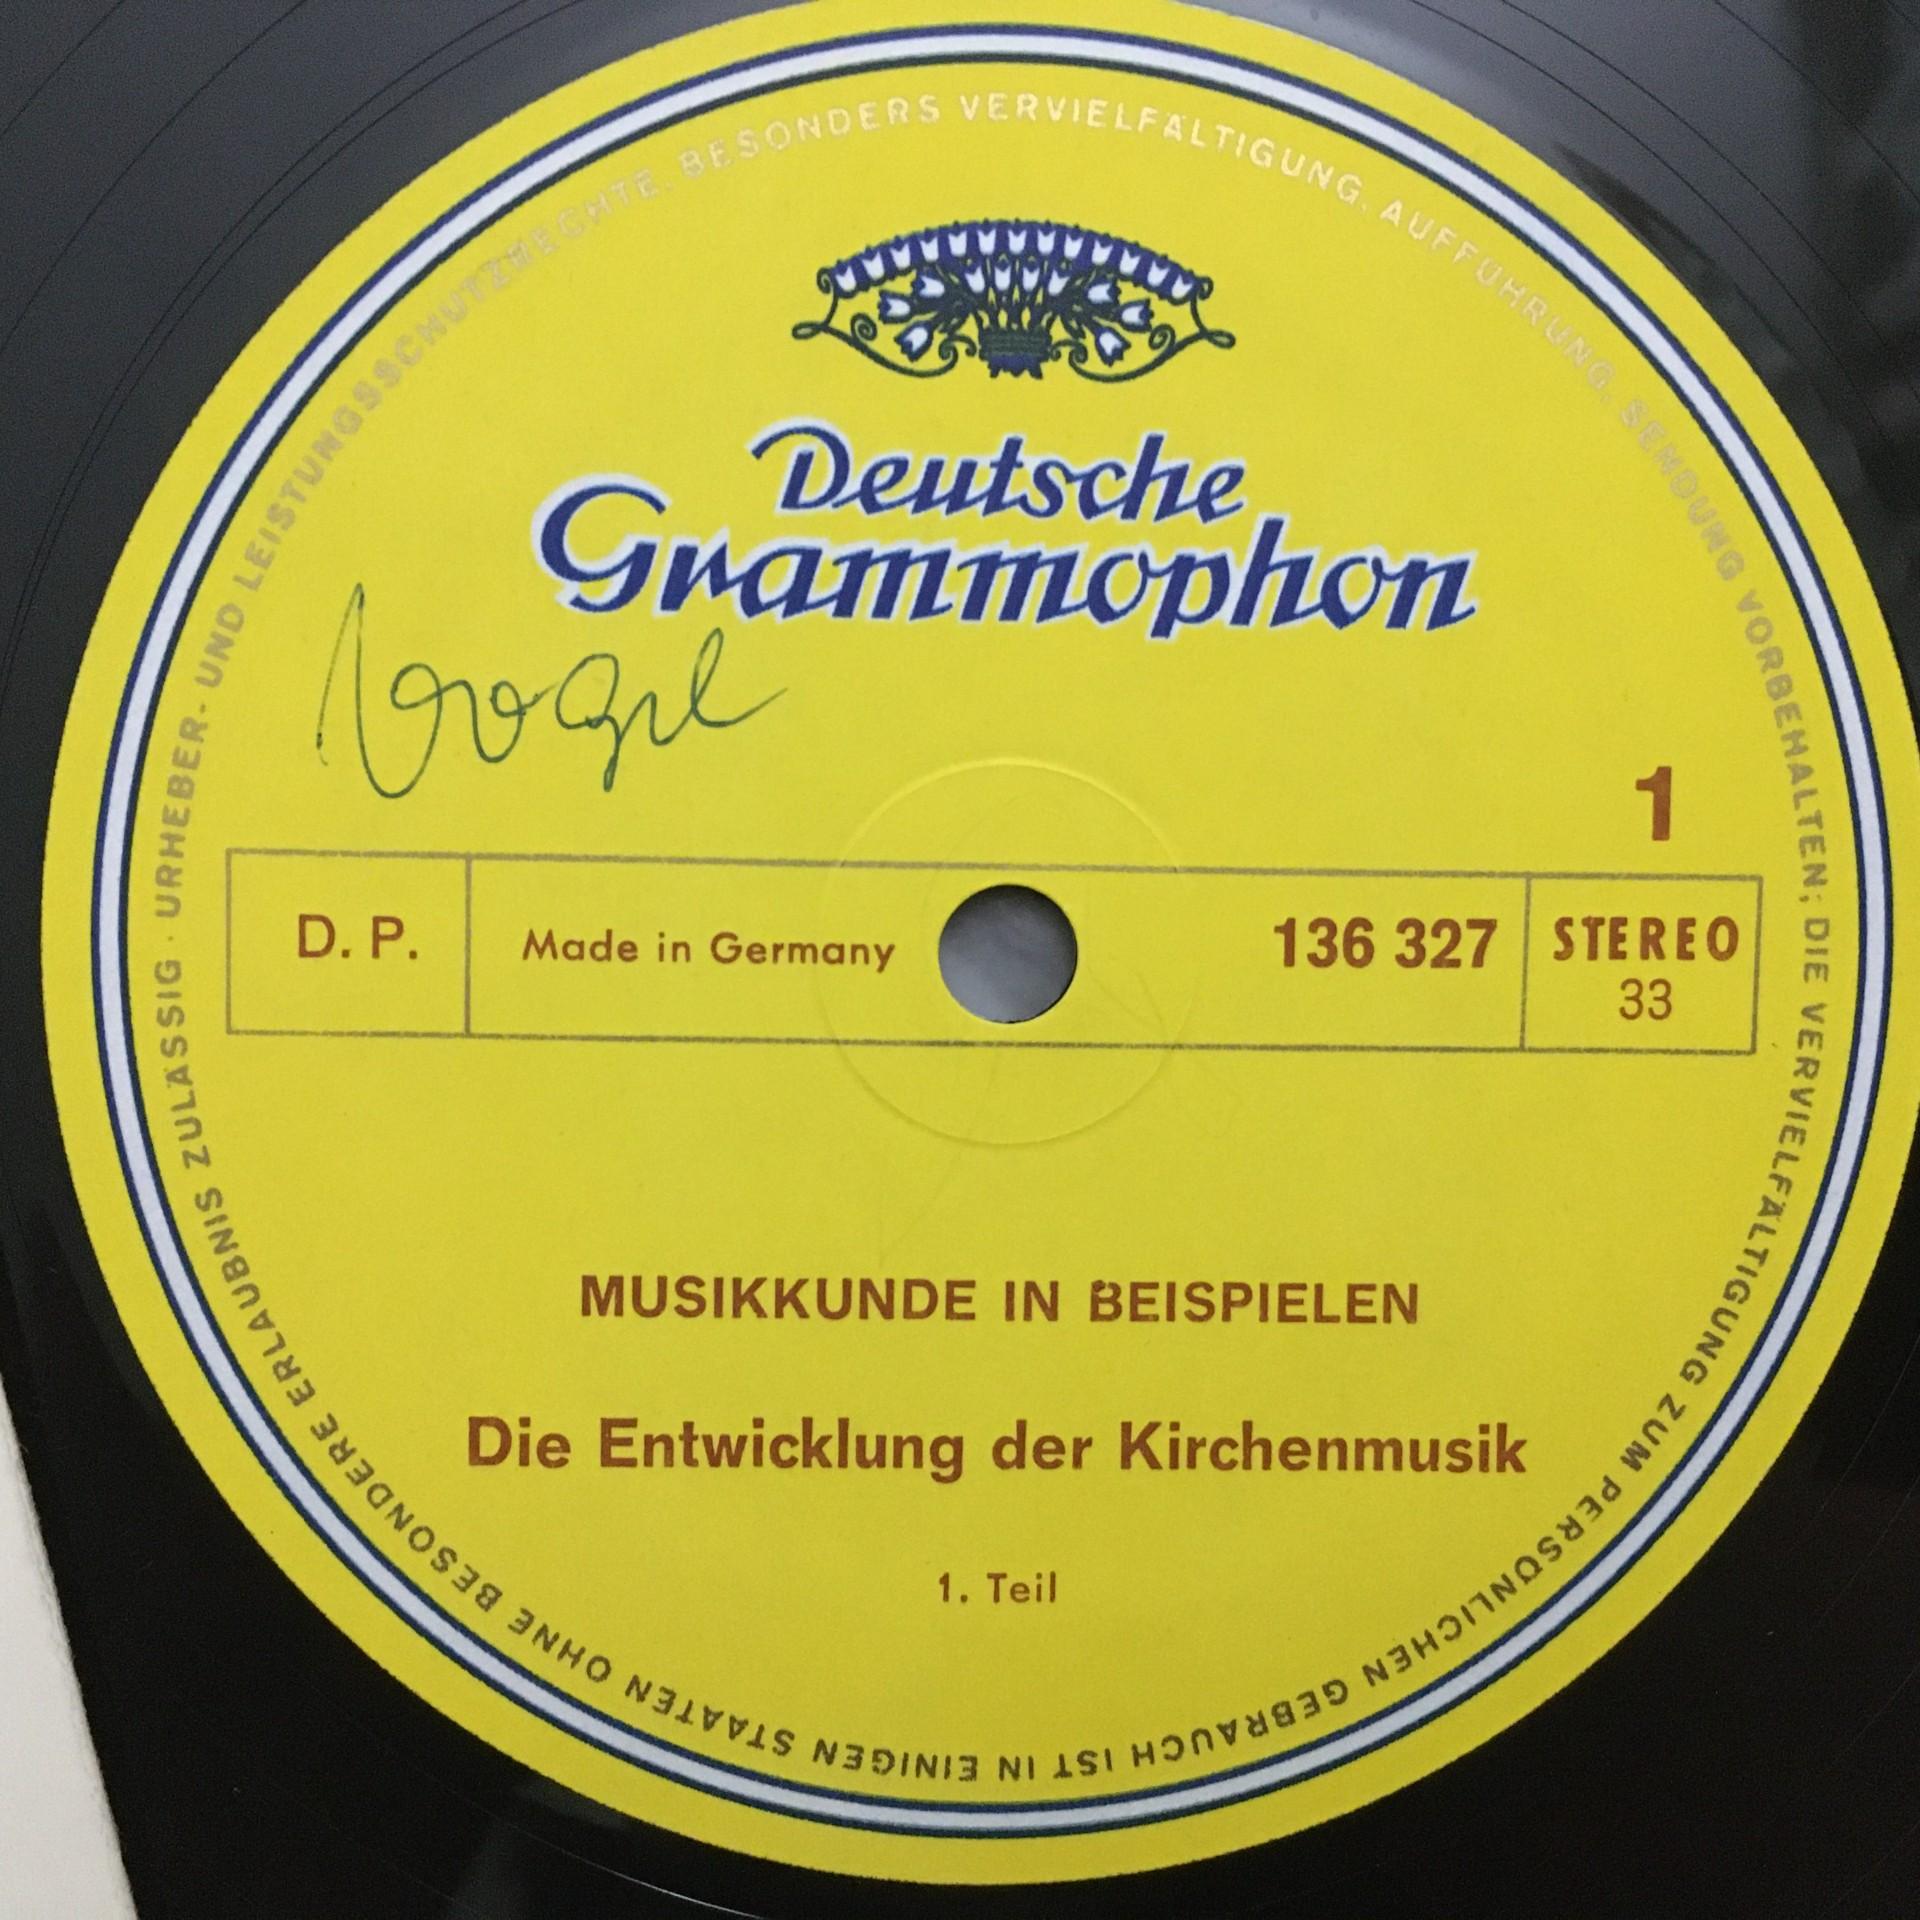 URHEBER- UND LEISTUNGSSCHUTZRECHTE, BESONDERS VERVIELFÄLTIGUNG, AUFFÜHRUNG, SENDUNG VORBEHALTEN; DIE VERVIELFÄLTIGUNG ZUM PERSÖNLICHEN GEBRAUCH IST IN EINIGEN STAATEN OHNE BESONDERE ERLAUBNIS ZULÄSSIG ·
Deutsche
Grammophon
Vogel
1
D. P.
Made in Germany
136 327
STEREO
33
MUSIKKUNDE IN BEISPIELEN
Die Entwicklung der Kirchenmusik
1. Teil